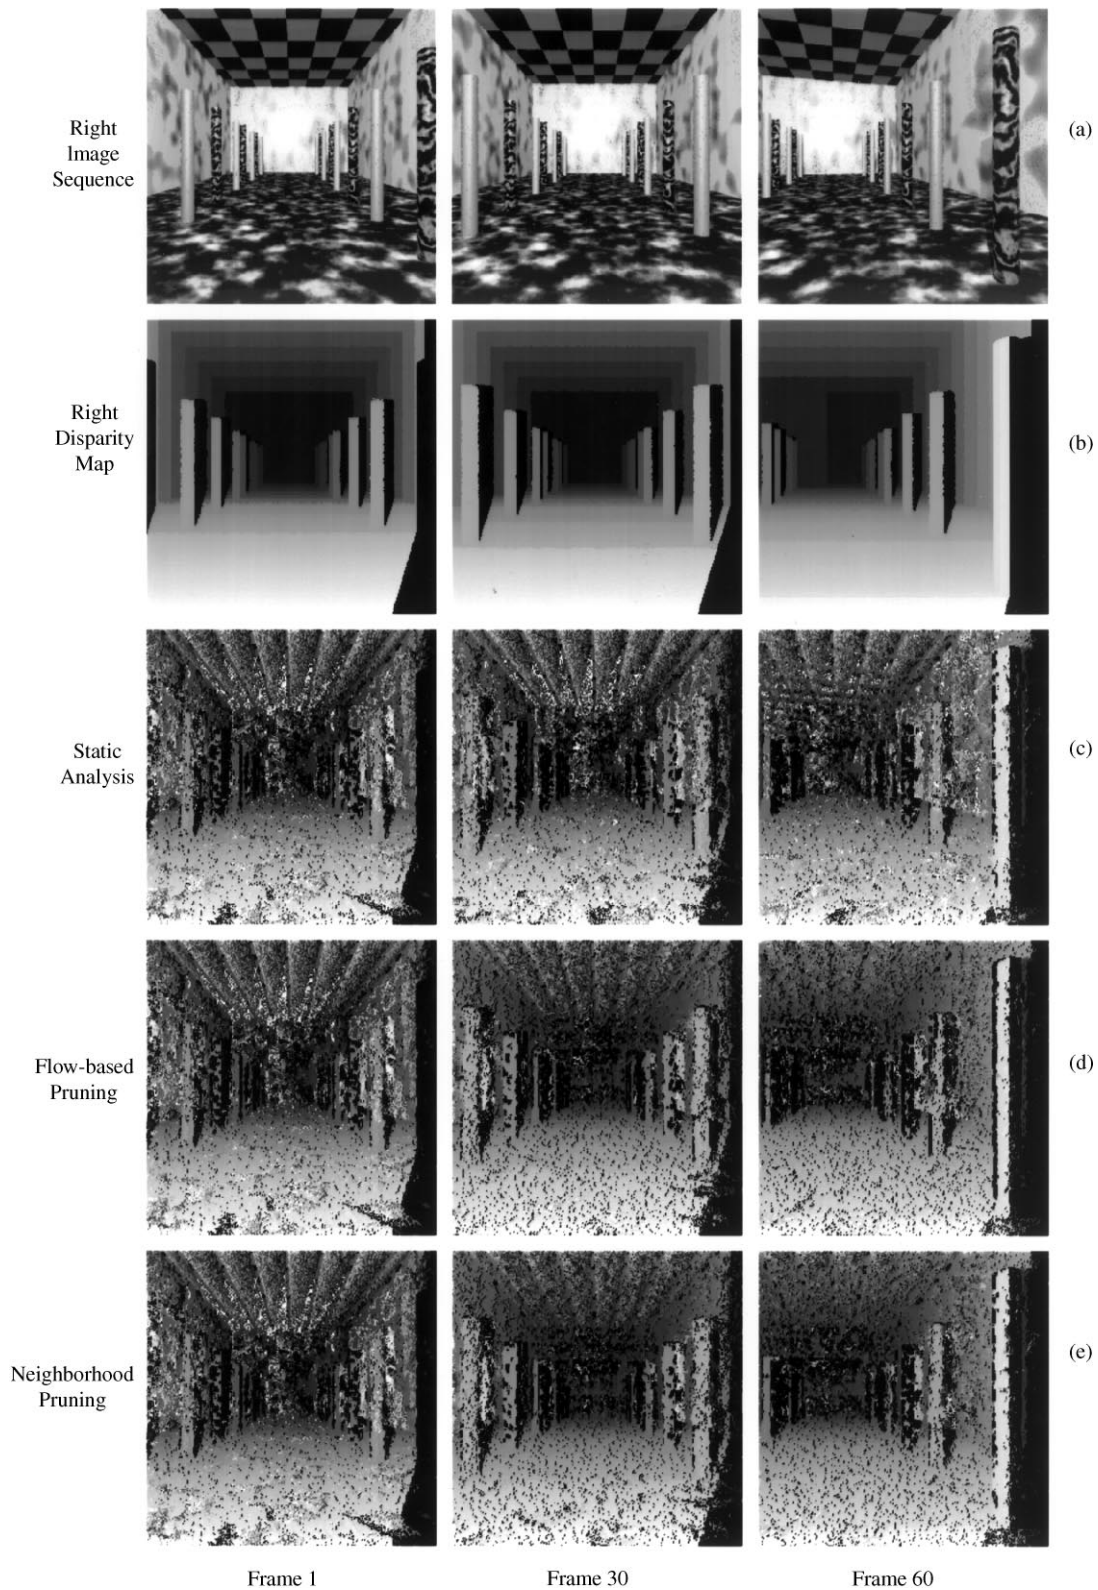 Right
Image
Sequence
(a)
Right
Disparity
Map
(b)
Static
Analysis
(c)
Flow-based
Pruning
(d)
Neighborhood
Pruning
(e)
Frame 1
Frame 30
Frame 60